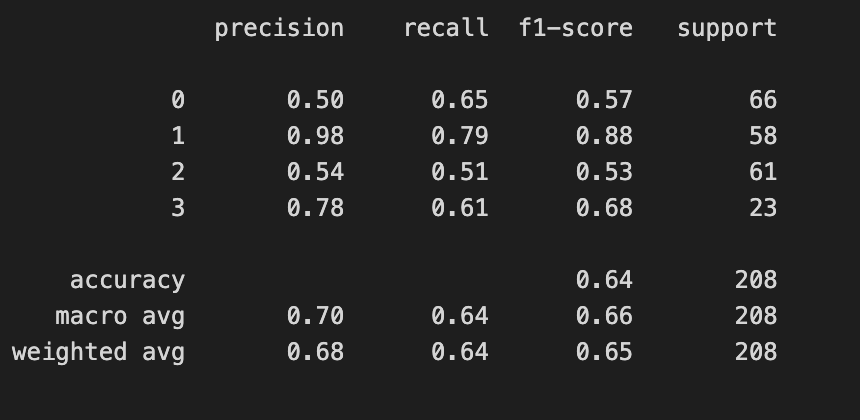 precision recall f1-score support
0 0.50 0.65 0.57 66
1 0.98 0.79 0.88 58
2 0.54 0.51 0.53 61
3 0.78 0.61 0.68 23
accuracy 0.64 208
macro avg 0.70 0.64 0.66 208
weighted avg 0.68 0.64 0.65 208